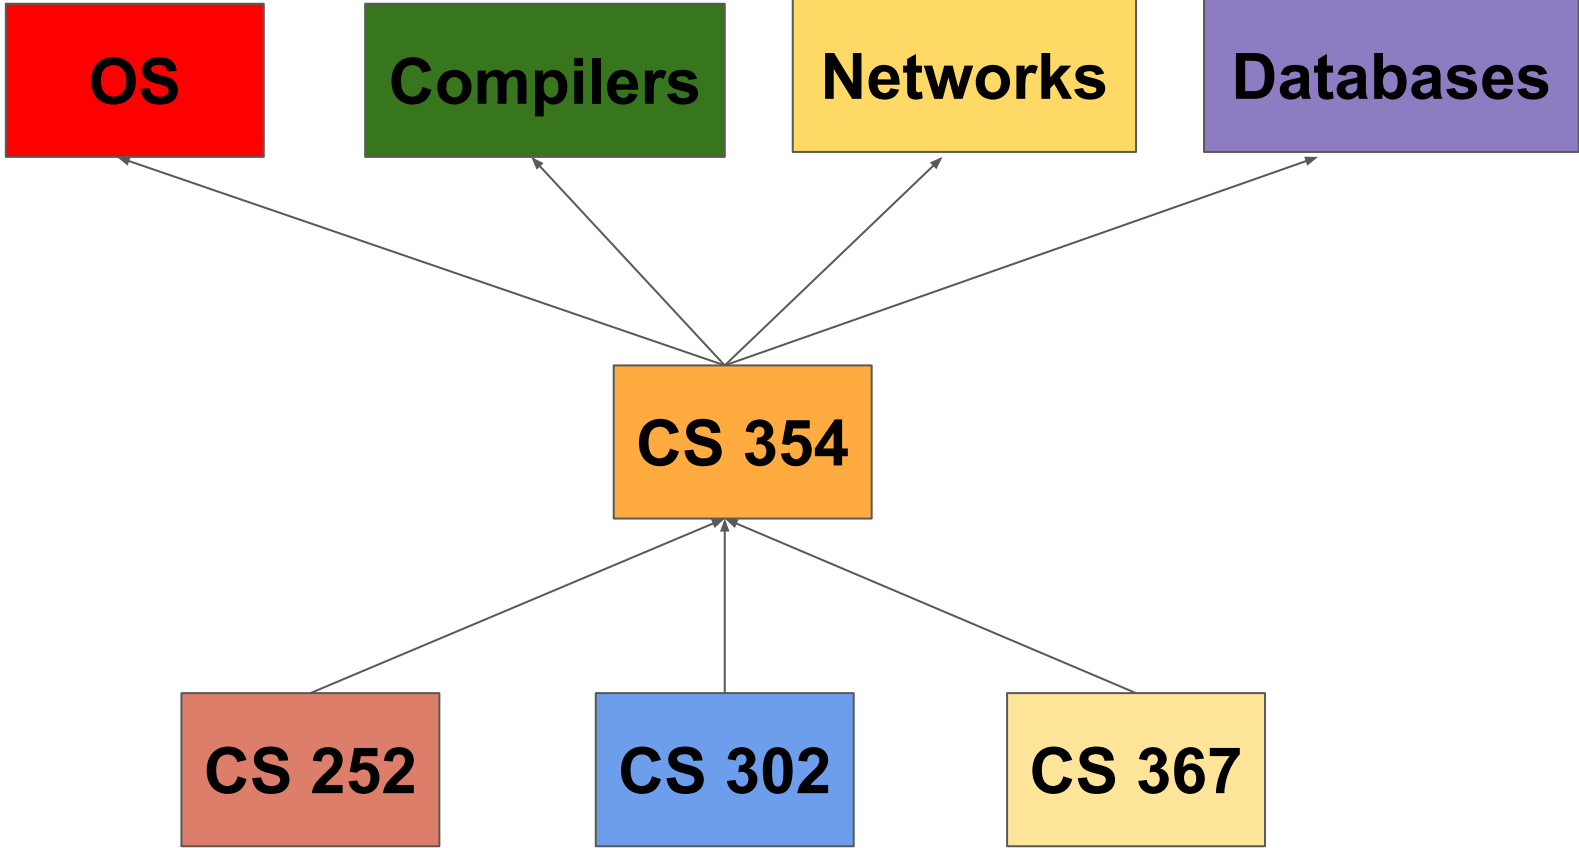 OS
Compilers
Networks
Databases
CS 354
CS 252
CS 302
CS 367